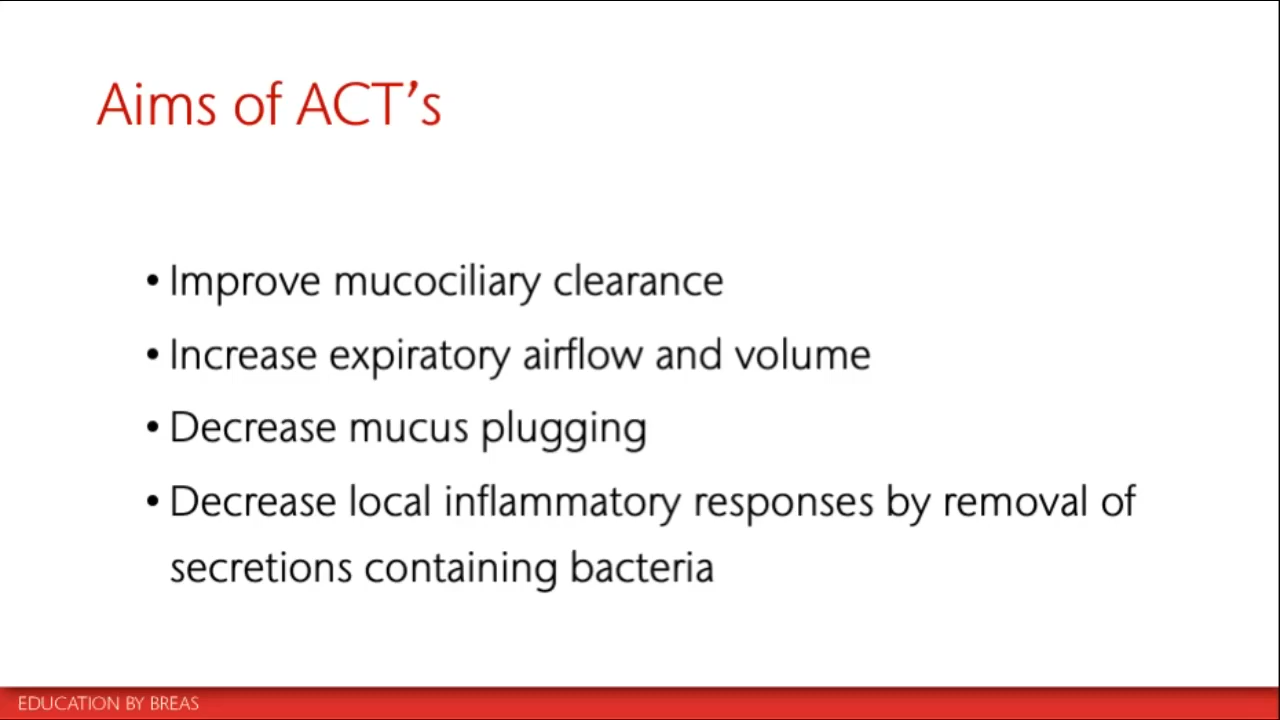 Aims of ACT’s
• Improve mucociliary clearance
• Increase expiratory airflow and volume
• Decrease mucus plugging
• Decrease local inflammatory responses by removal of
secretions containing bacteria
EDUCATION BY BREAS